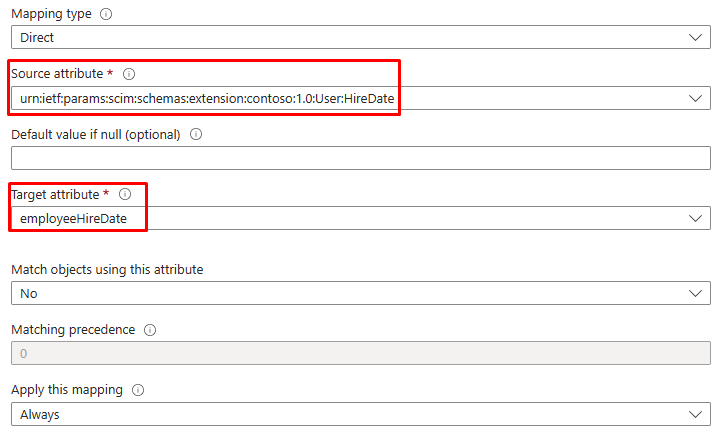 Mapping type
Direct
Source attribute *
urn:ietf:params:scim:schemas:extension:contoso:1.0:User:HireDate
Default value if null (optional)
Target attribute *
employeeHireDate
Match objects using this attribute
No
Matching precedence
0
Apply this mapping
Always